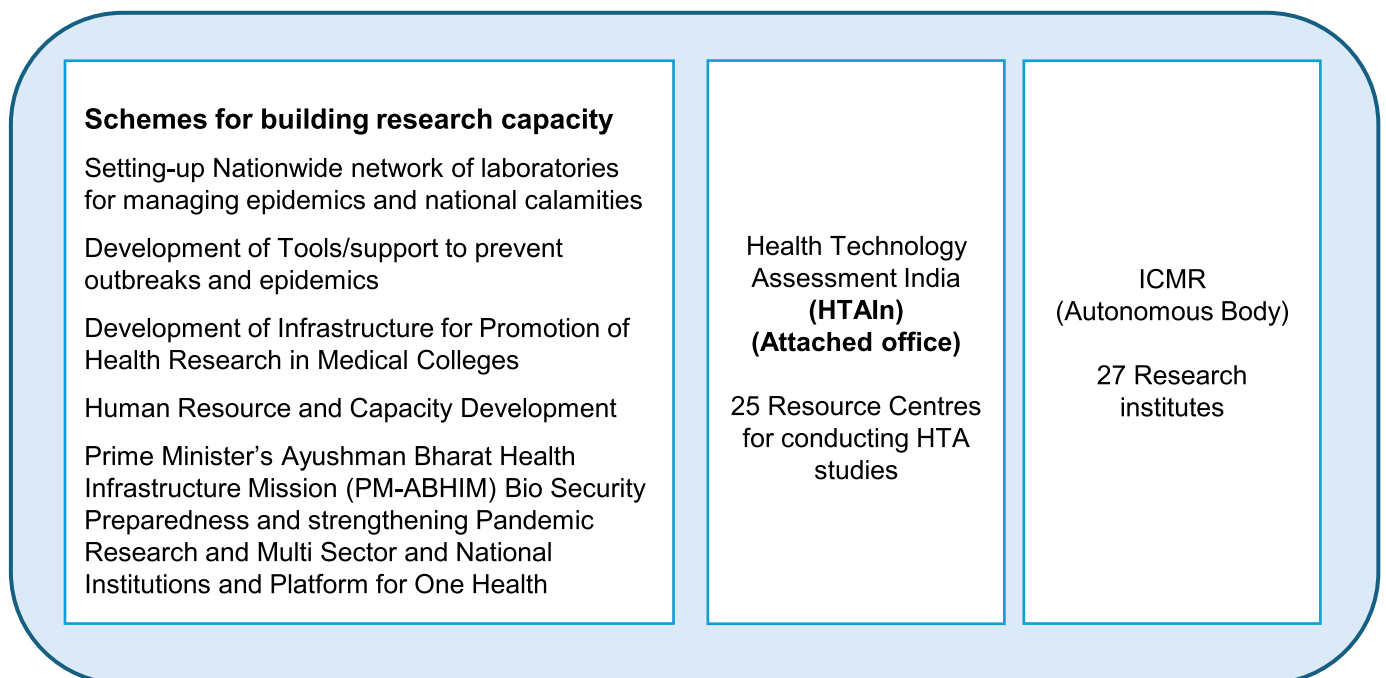 Schemes for building research capacity
Setting-up Nationwide network of laboratories
for managing epidemics and national calamities
Development of Tools/support to prevent
outbreaks and epidemics
Development of Infrastructure for Promotion of
Health Research in Medical Colleges
Human Resource and Capacity Development
Prime Minister’s Ayushman Bharat Health
Infrastructure Mission (PM-ABHIM) Bio Security
Preparedness and strengthening Pandemic
Research and Multi Sector and National
Institutions and Platform for One Health
Health Technology
Assessment India
(HTAIn)
(Attached office)
25 Resource Centres
for conducting HTA
studies
ICMR
(Autonomous Body)
27 Research
institutes